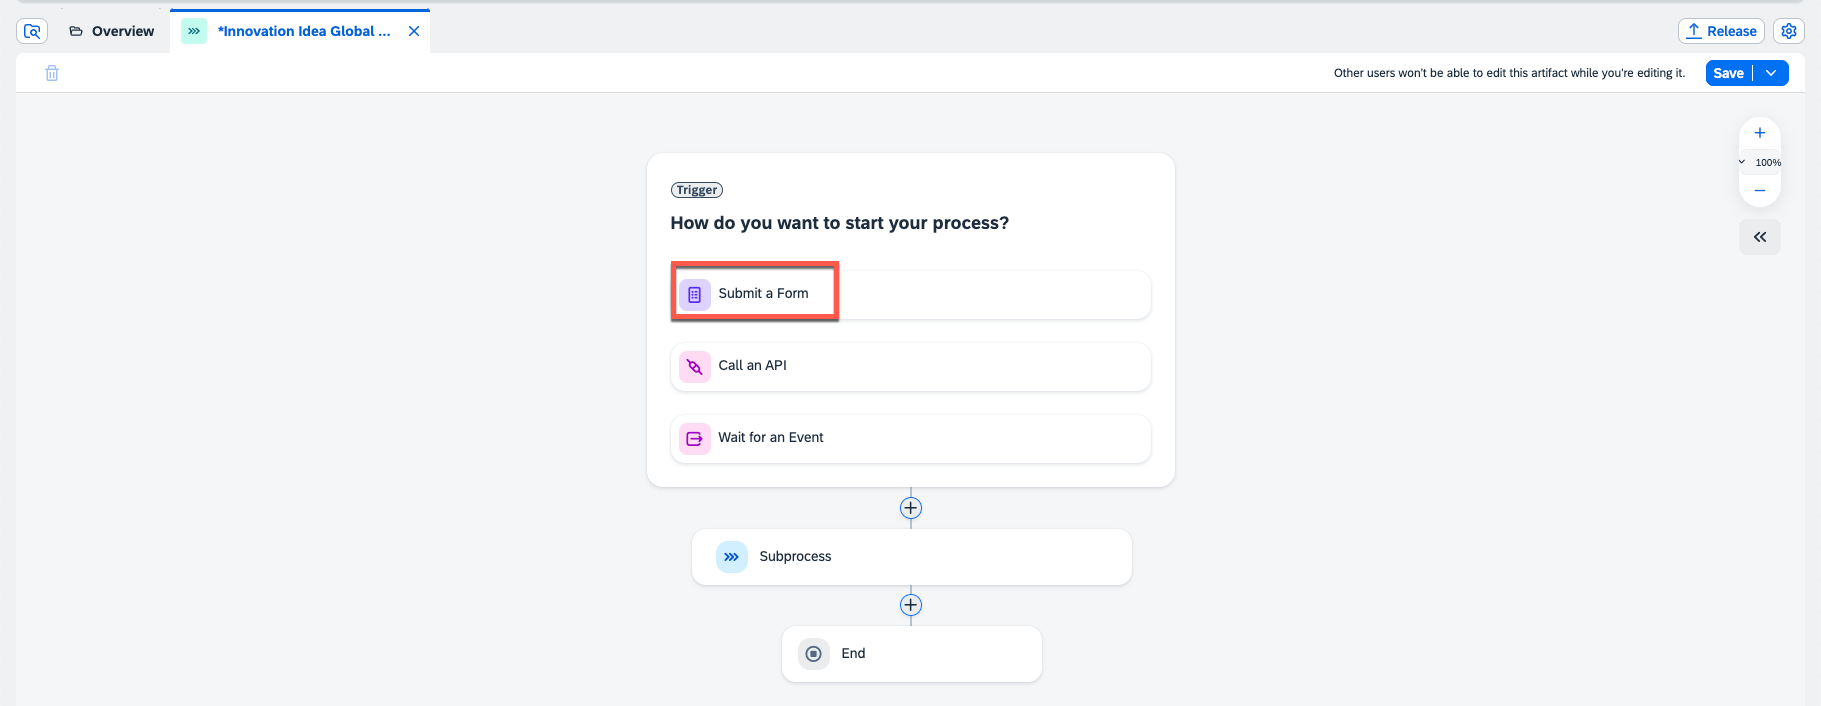 Overview
*Innovation Idea Global ...
Release
Other users won't be able to edit this artifact while you're editing it.
Save
100%
Trigger
How do you want to start your process?
Submit a Form
Call an API
Wait for an Event
Subprocess
End